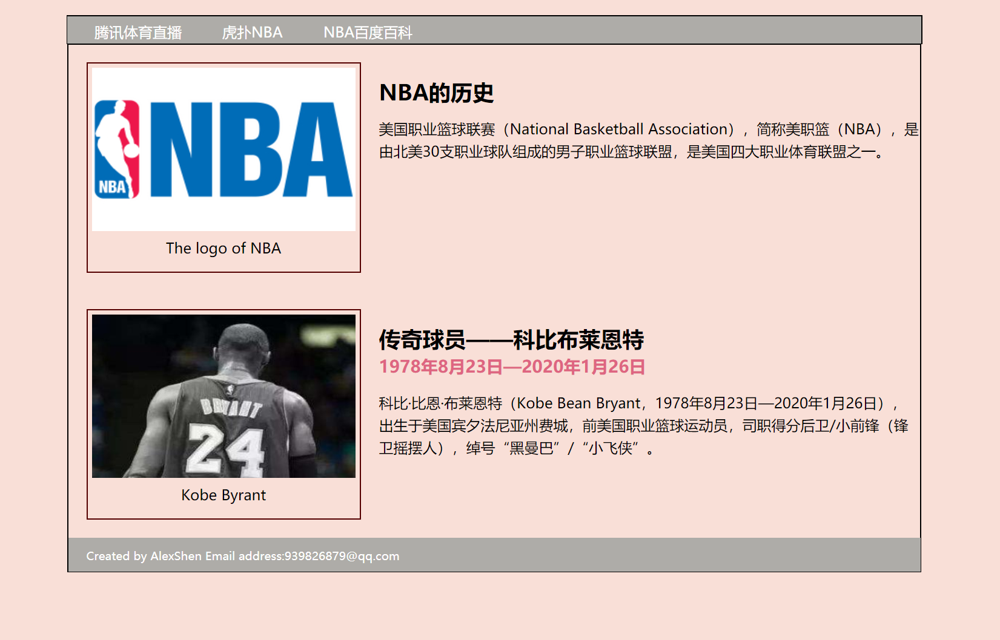 腾讯体育直播 虎扑NBA NBA百度百科
NBA
NBA
The logo of NBA
NBA的历史
美国职业篮球联赛（National Basketball Association），简称美职篮（NBA），是
由北美30支职业球队组成的男子职业篮球联盟，是美国四大职业体育联盟之一。
BRYANT
24
Kobe Byrant
传奇球员——科比布莱恩特
1978年8月23日—2020年1月26日
科比·比恩·布莱恩特（Kobe Bean Bryant，1978年8月23日—2020年1月26日），
出生于美国宾夕法尼亚州费城，前美国职业篮球运动员，司职得分后卫/小前锋（锋
卫摇摆人），绰号“黑曼巴”/“小飞侠”。
Created by AlexShen Email address:939826879@qq.com